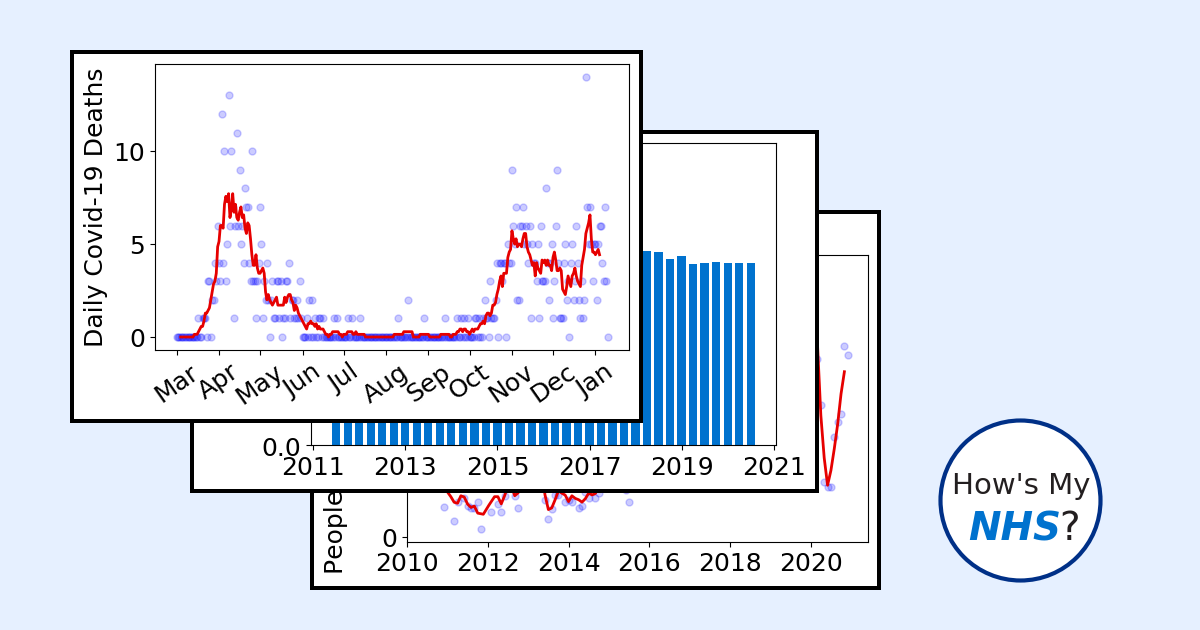 Daily Covid-19 Deaths
10
5
0
Mar Apr May Jun Jul Aug Sep Oct Nov Dec Jan
0.0
2011 2013 2015 2017 2019 2021
People
0
2010 2012 2014 2016 2018 2020
How's My
NHS?